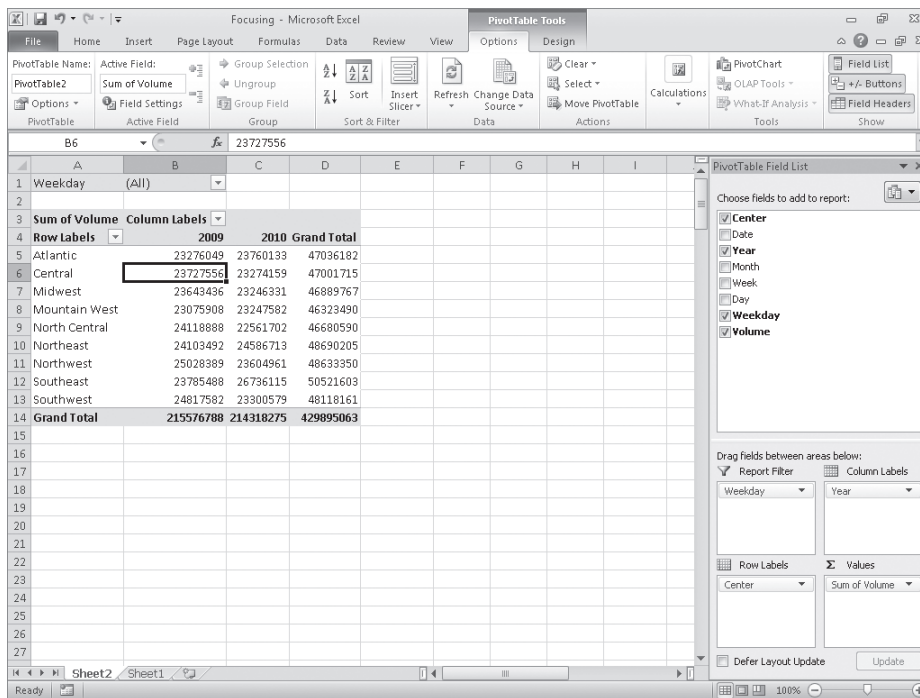 Focusing - Microsoft Excel
PivotTable Tools
File Home Insert Page Layout Formulas Data Review View Options Design
PivotTable Name:
PivotTable2
Options
PivotTable
Active Field:
Sum of Volume
Field Settings
Active Field
Group Selection
Ungroup
Group Field
Group
Sort
Insert Slicer
Sort & Filter
Refresh
Change Data Source
Data
Clear
Select
Move PivotTable
Actions
Calculations
PivotChart
OLAP Tools
What-If Analysis
Tools
Field List
+/- Buttons
Field Headers
Show
B6 fx 23727556
A B C D E F G H I
1 Weekday (All)
2
3 Sum of Volume Column Labels
4 Row Labels 2009 2010 Grand Total
5 Atlantic 23276049 23760133 47036182
6 Central 23727556 23274159 47001715
7 Midwest 23643436 23246331 46889767
8 Mountain West 23075908 23247582 46323490
9 North Central 24118888 22561702 46680590
10 Northeast 24103492 24586713 48690205
11 Northwest 25028389 23604961 48633350
12 Southeast 23785488 26736115 50521603
13 Southwest 24817582 23300579 48118161
14 Grand Total 215576788 214318275 429895063
15
16
17
18
19
20
21
22
23
24
25
26
27
PivotTable Field List
Choose fields to add to report:
Center
Date
Year
Month
Week
Day
Weekday
Volume
Drag fields between areas below:
Report Filter Column Labels
Weekday Year
Row Labels Σ Values
Center Sum of Volume
Defer Layout Update Update
Sheet2 Sheet1
Ready 100%